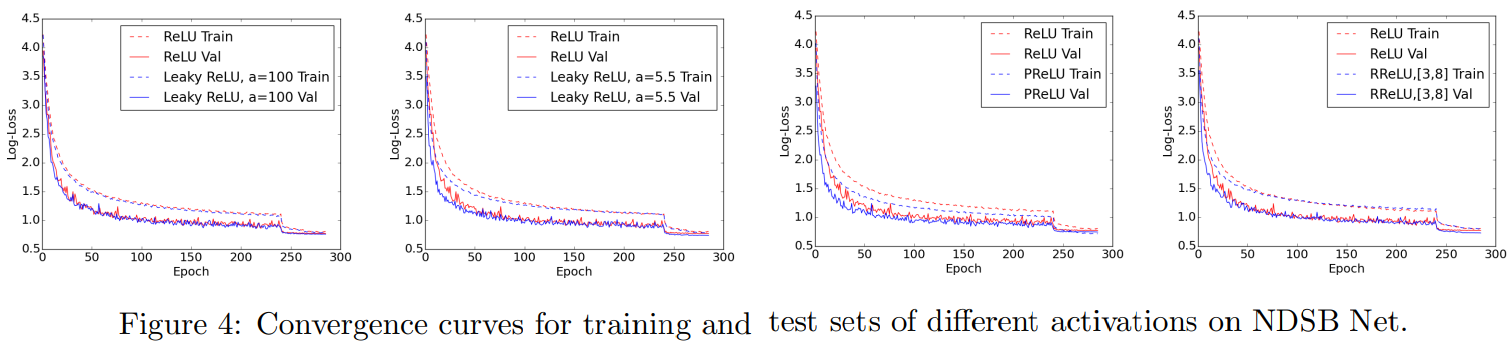 4.5
4.0
3.5
3.0
2.5
2.0
1.5
1.0
0.5
Log-Loss
0 50 100 150 200 250 300
Epoch
ReLU Train
ReLU Val
Leaky ReLU, a=100 Train
Leaky ReLU, a=100 Val
4.5
4.0
3.5
3.0
2.5
2.0
1.5
1.0
0.5
Log-Loss
0 50 100 150 200 250 300
Epoch
ReLU Train
ReLU Val
Leaky ReLU, a=5.5 Train
Leaky ReLU, a=5.5 Val
4.5
4.0
3.5
3.0
2.5
2.0
1.5
1.0
0.5
Log-Loss
0 50 100 150 200 250 300
Epoch
ReLU Train
ReLU Val
PReLU Train
PReLU Val
4.5
4.0
3.5
3.0
2.5
2.0
1.5
1.0
0.5
Log-Loss
0 50 100 150 200 250 300
Epoch
ReLU Train
ReLU Val
RReLU,[3,8] Train
RReLU,[3,8] Val
Figure 4: Convergence curves for training and test sets of different activations on NDSB Net.